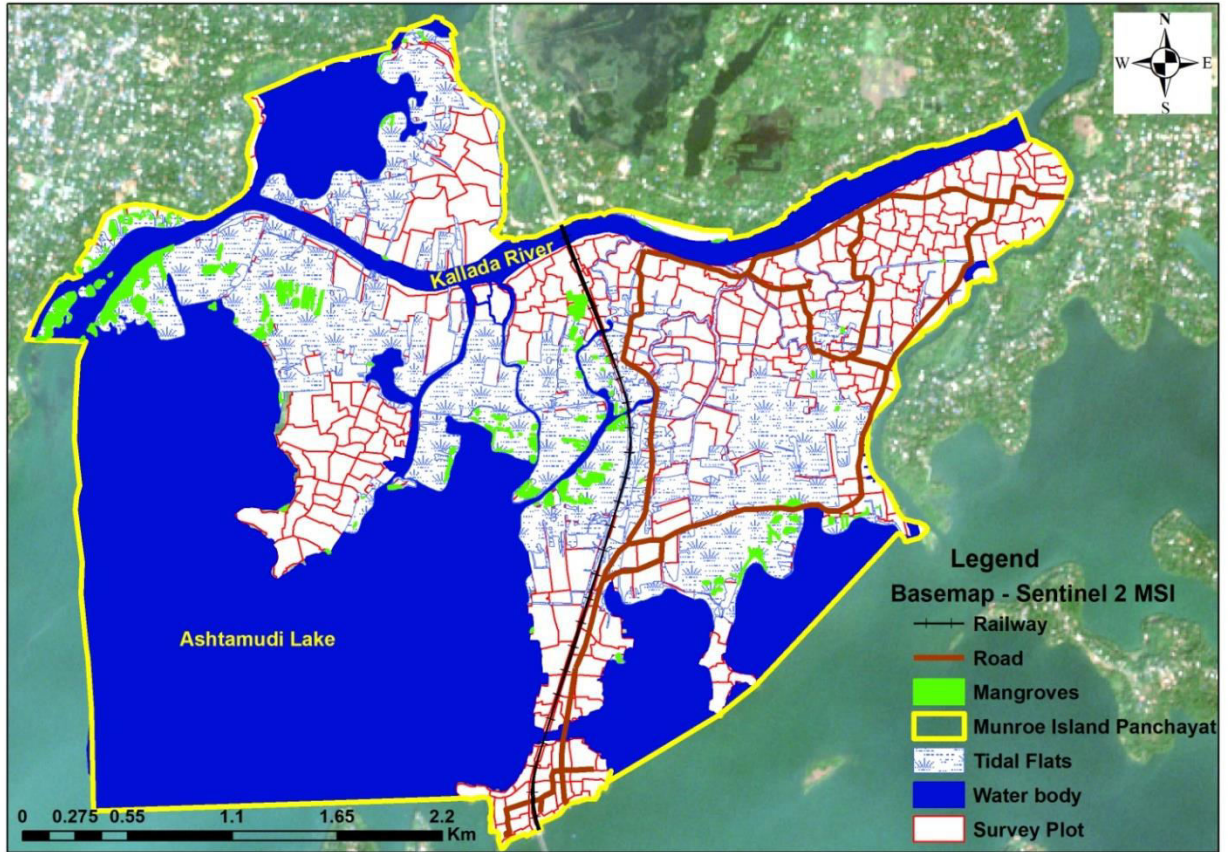 N
W E
S
Kallada River
Ashtamudi Lake
Legend
Basemap - Sentinel 2 MSI
Railway
Road
Mangroves
Munroe Island Panchayat
Tidal Flats
Water body
Survey Plot
0 0.275 0.55 1.1 1.65 2.2
Km